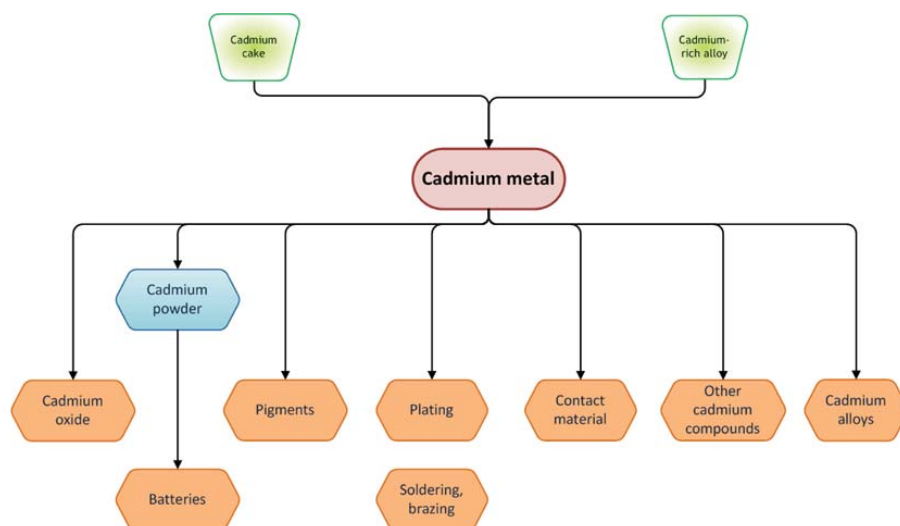 Cadmium
cake
Cadmium-
rich alloy
Cadmium metal
Cadmium
powder
Cadmium
oxide
Pigments
Plating
Contact
material
Other
cadmium
compounds
Cadmium
alloys
Batteries
Soldering,
brazing